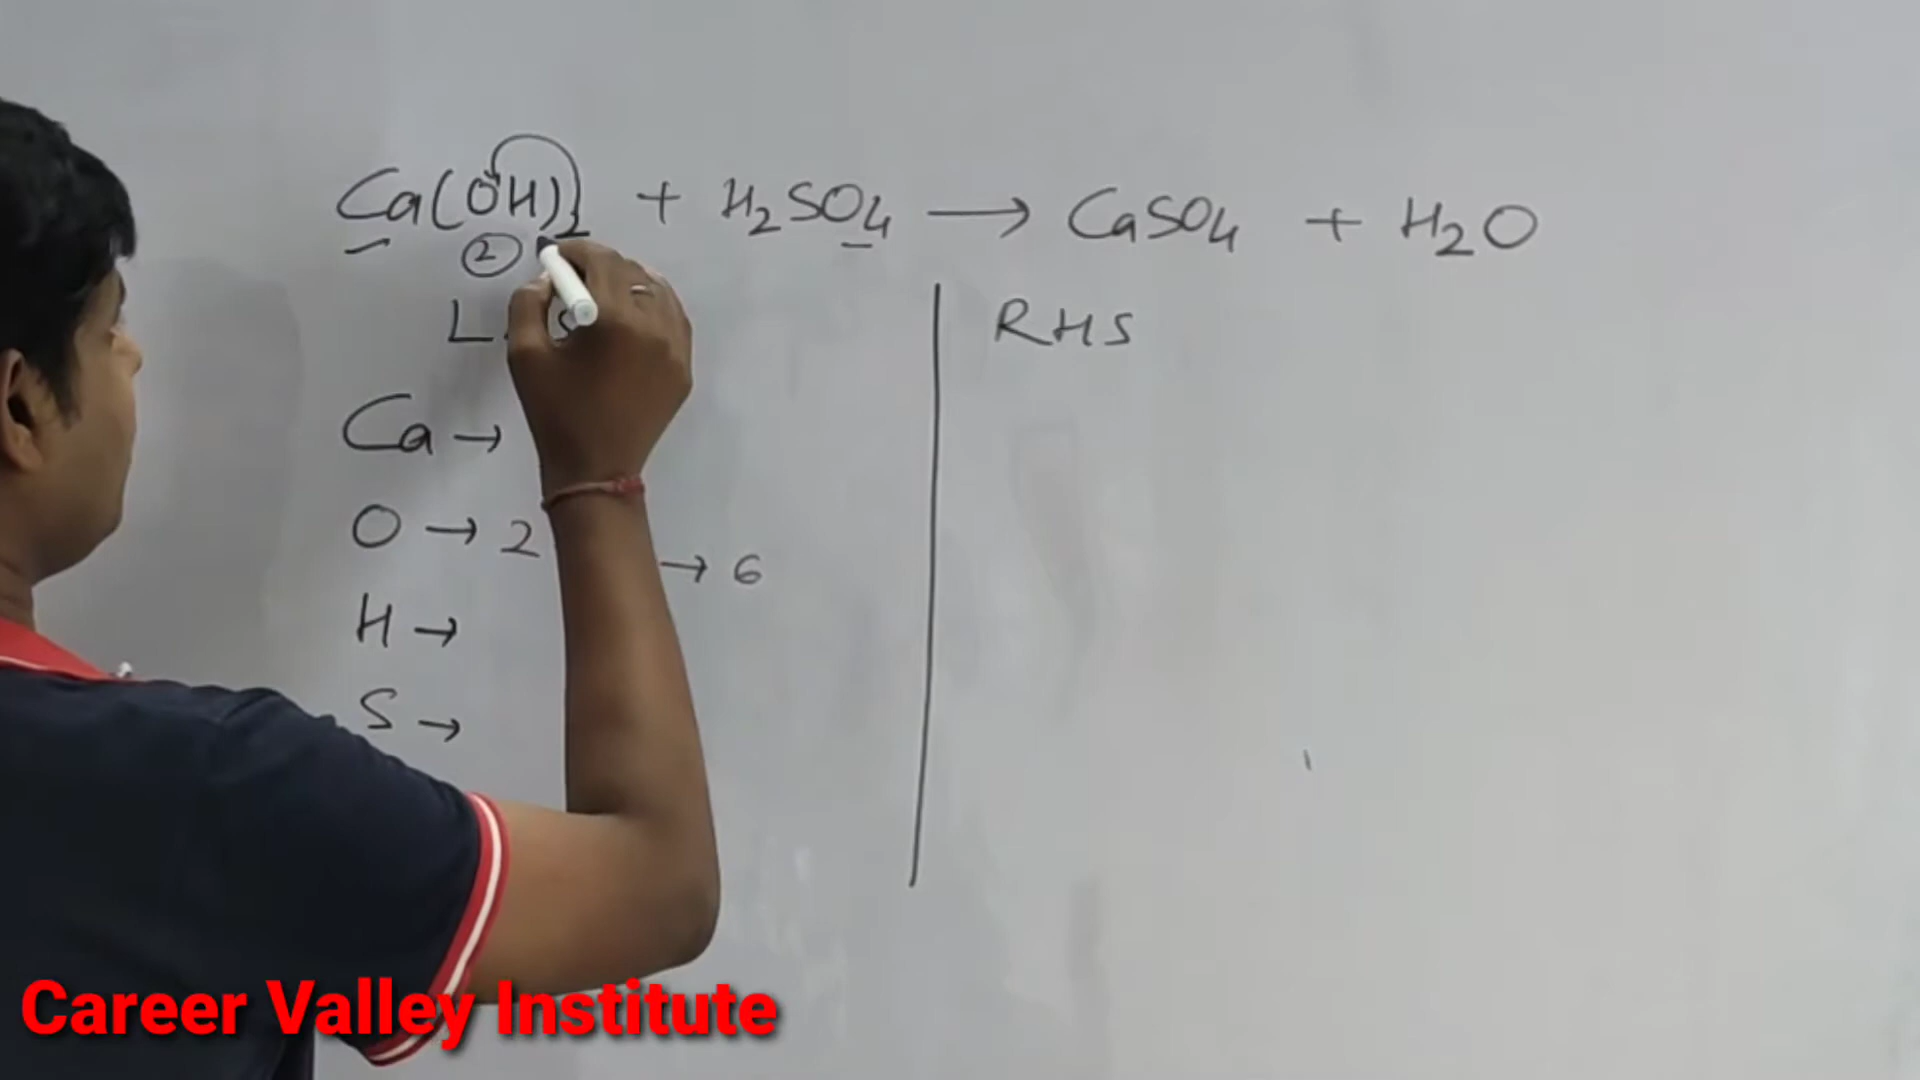 Ca(OH)2 + H2SO4 → CaSO4 + H2O
2
L S RHS
Ca →
O → 2 → 6
H →
S →
Career Valley Institute